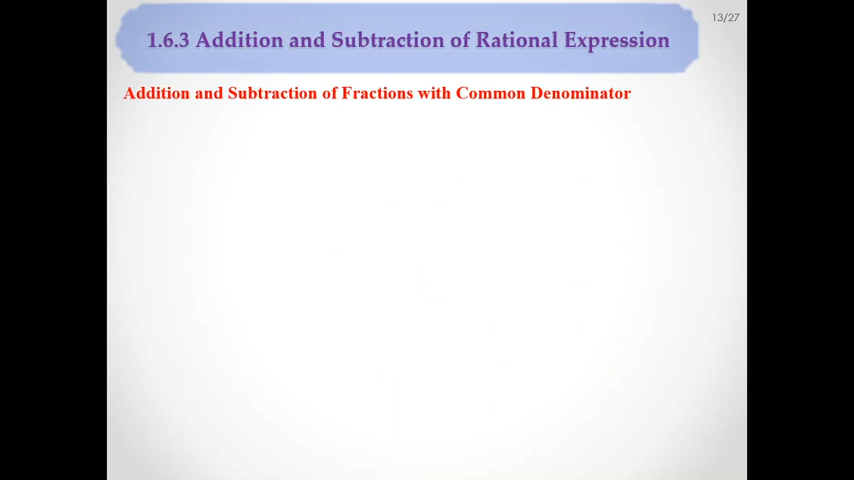 13/27
1.6.3 Addition and Subtraction of Rational Expression
Addition and Subtraction of Fractions with Common Denominator